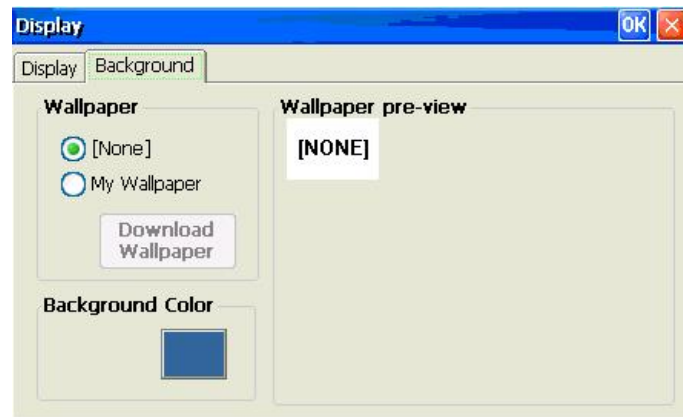 Display
OK
Display
Background
Wallpaper
[None]
My Wallpaper
Download
Wallpaper
Background Color
Wallpaper pre-view
[NONE]